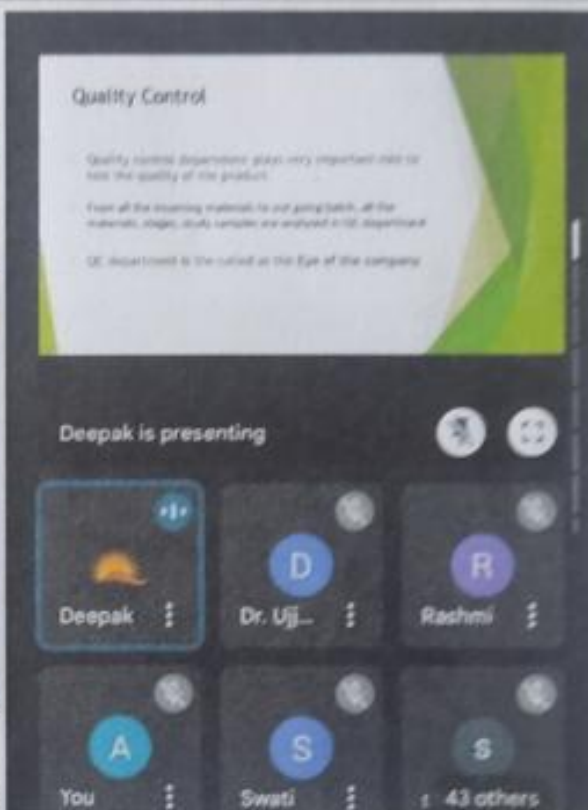 Quality Control
Quality control department plays very important role to
test the quality of the product
From all the incoming materials to out going batch, all the
materials, stages, study samples are analysed in QC department
QC department is the called as the Eye of the company
Deepak is presenting
Deepak
D
Dr. Ujj...
R
Rashmi
A
You
S
Swati
s
43 others